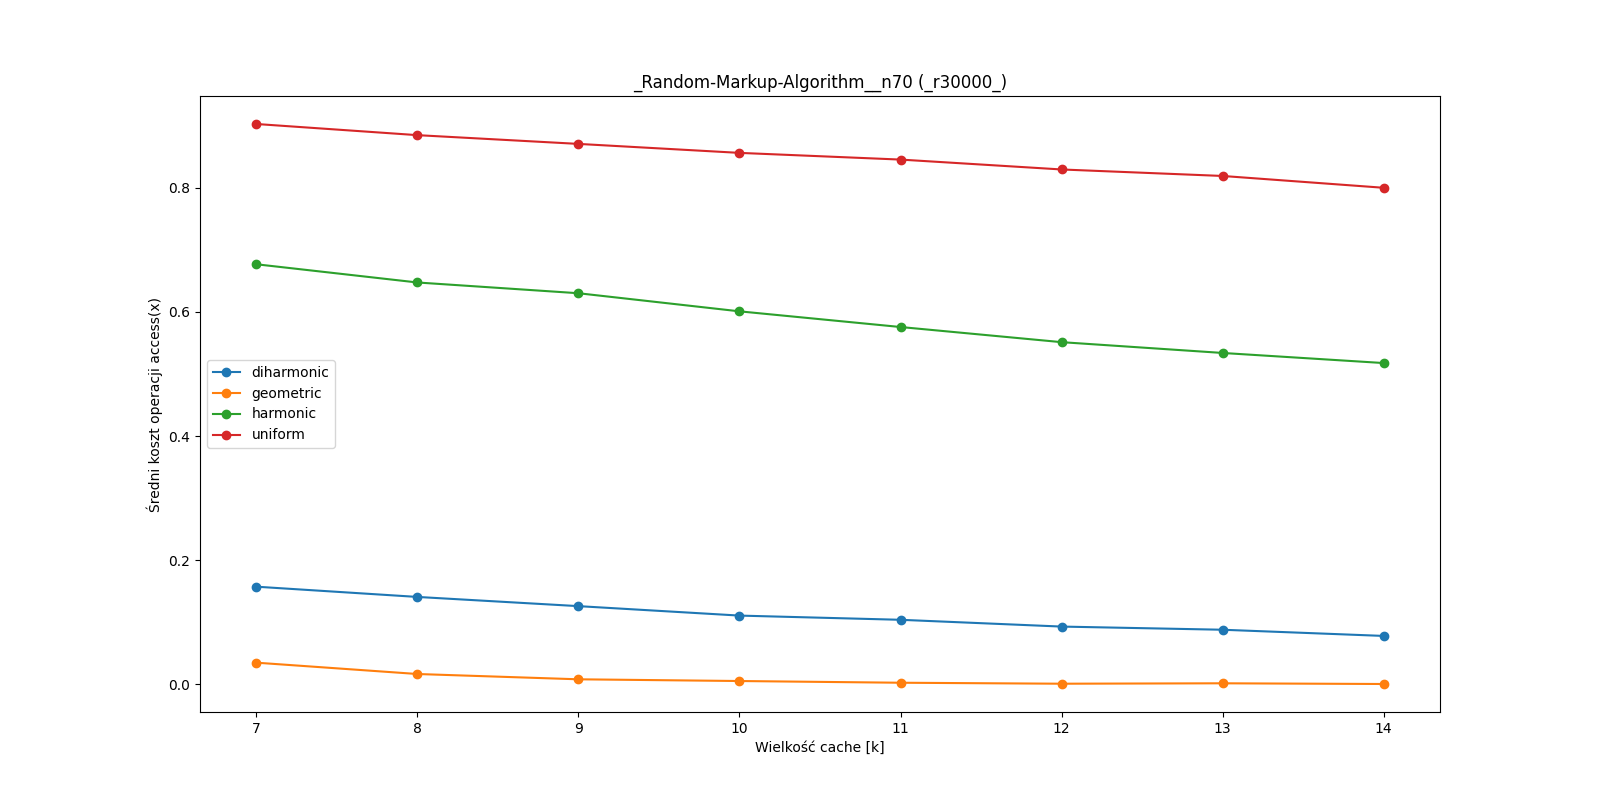 _Random-Markup-Algorithm__n70 (_r30000_)
Średni koszt operacji access(x)
0.8
0.6
0.4
0.2
0.0
diharmonic
geometric
harmonic
uniform
7 8 9 10 11 12 13 14
Wielkość cache [k]